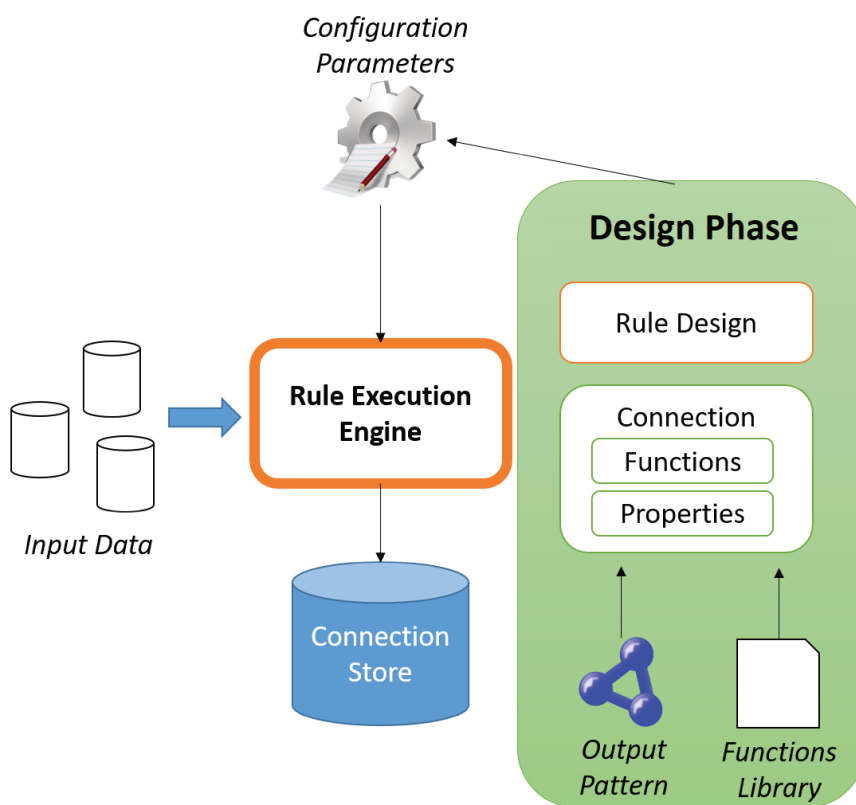 Configuration
Parameters
Design Phase
Rule Design
Rule Execution
Engine
Connection
Functions
Properties
Input Data
Connection
Store
Output
Pattern
Functions
Library